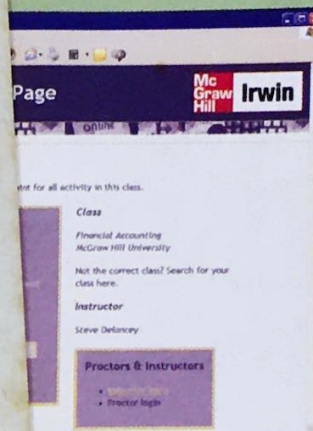 Page
Mc
Graw
Hill
Irwin
ONLINE
for all activity in this class.
Class
Financial Accounting
McGraw Hill University
Not the correct class? Search for your
class here.
Instructor
Steve Delancey
Proctors & Instructors
Proctor login